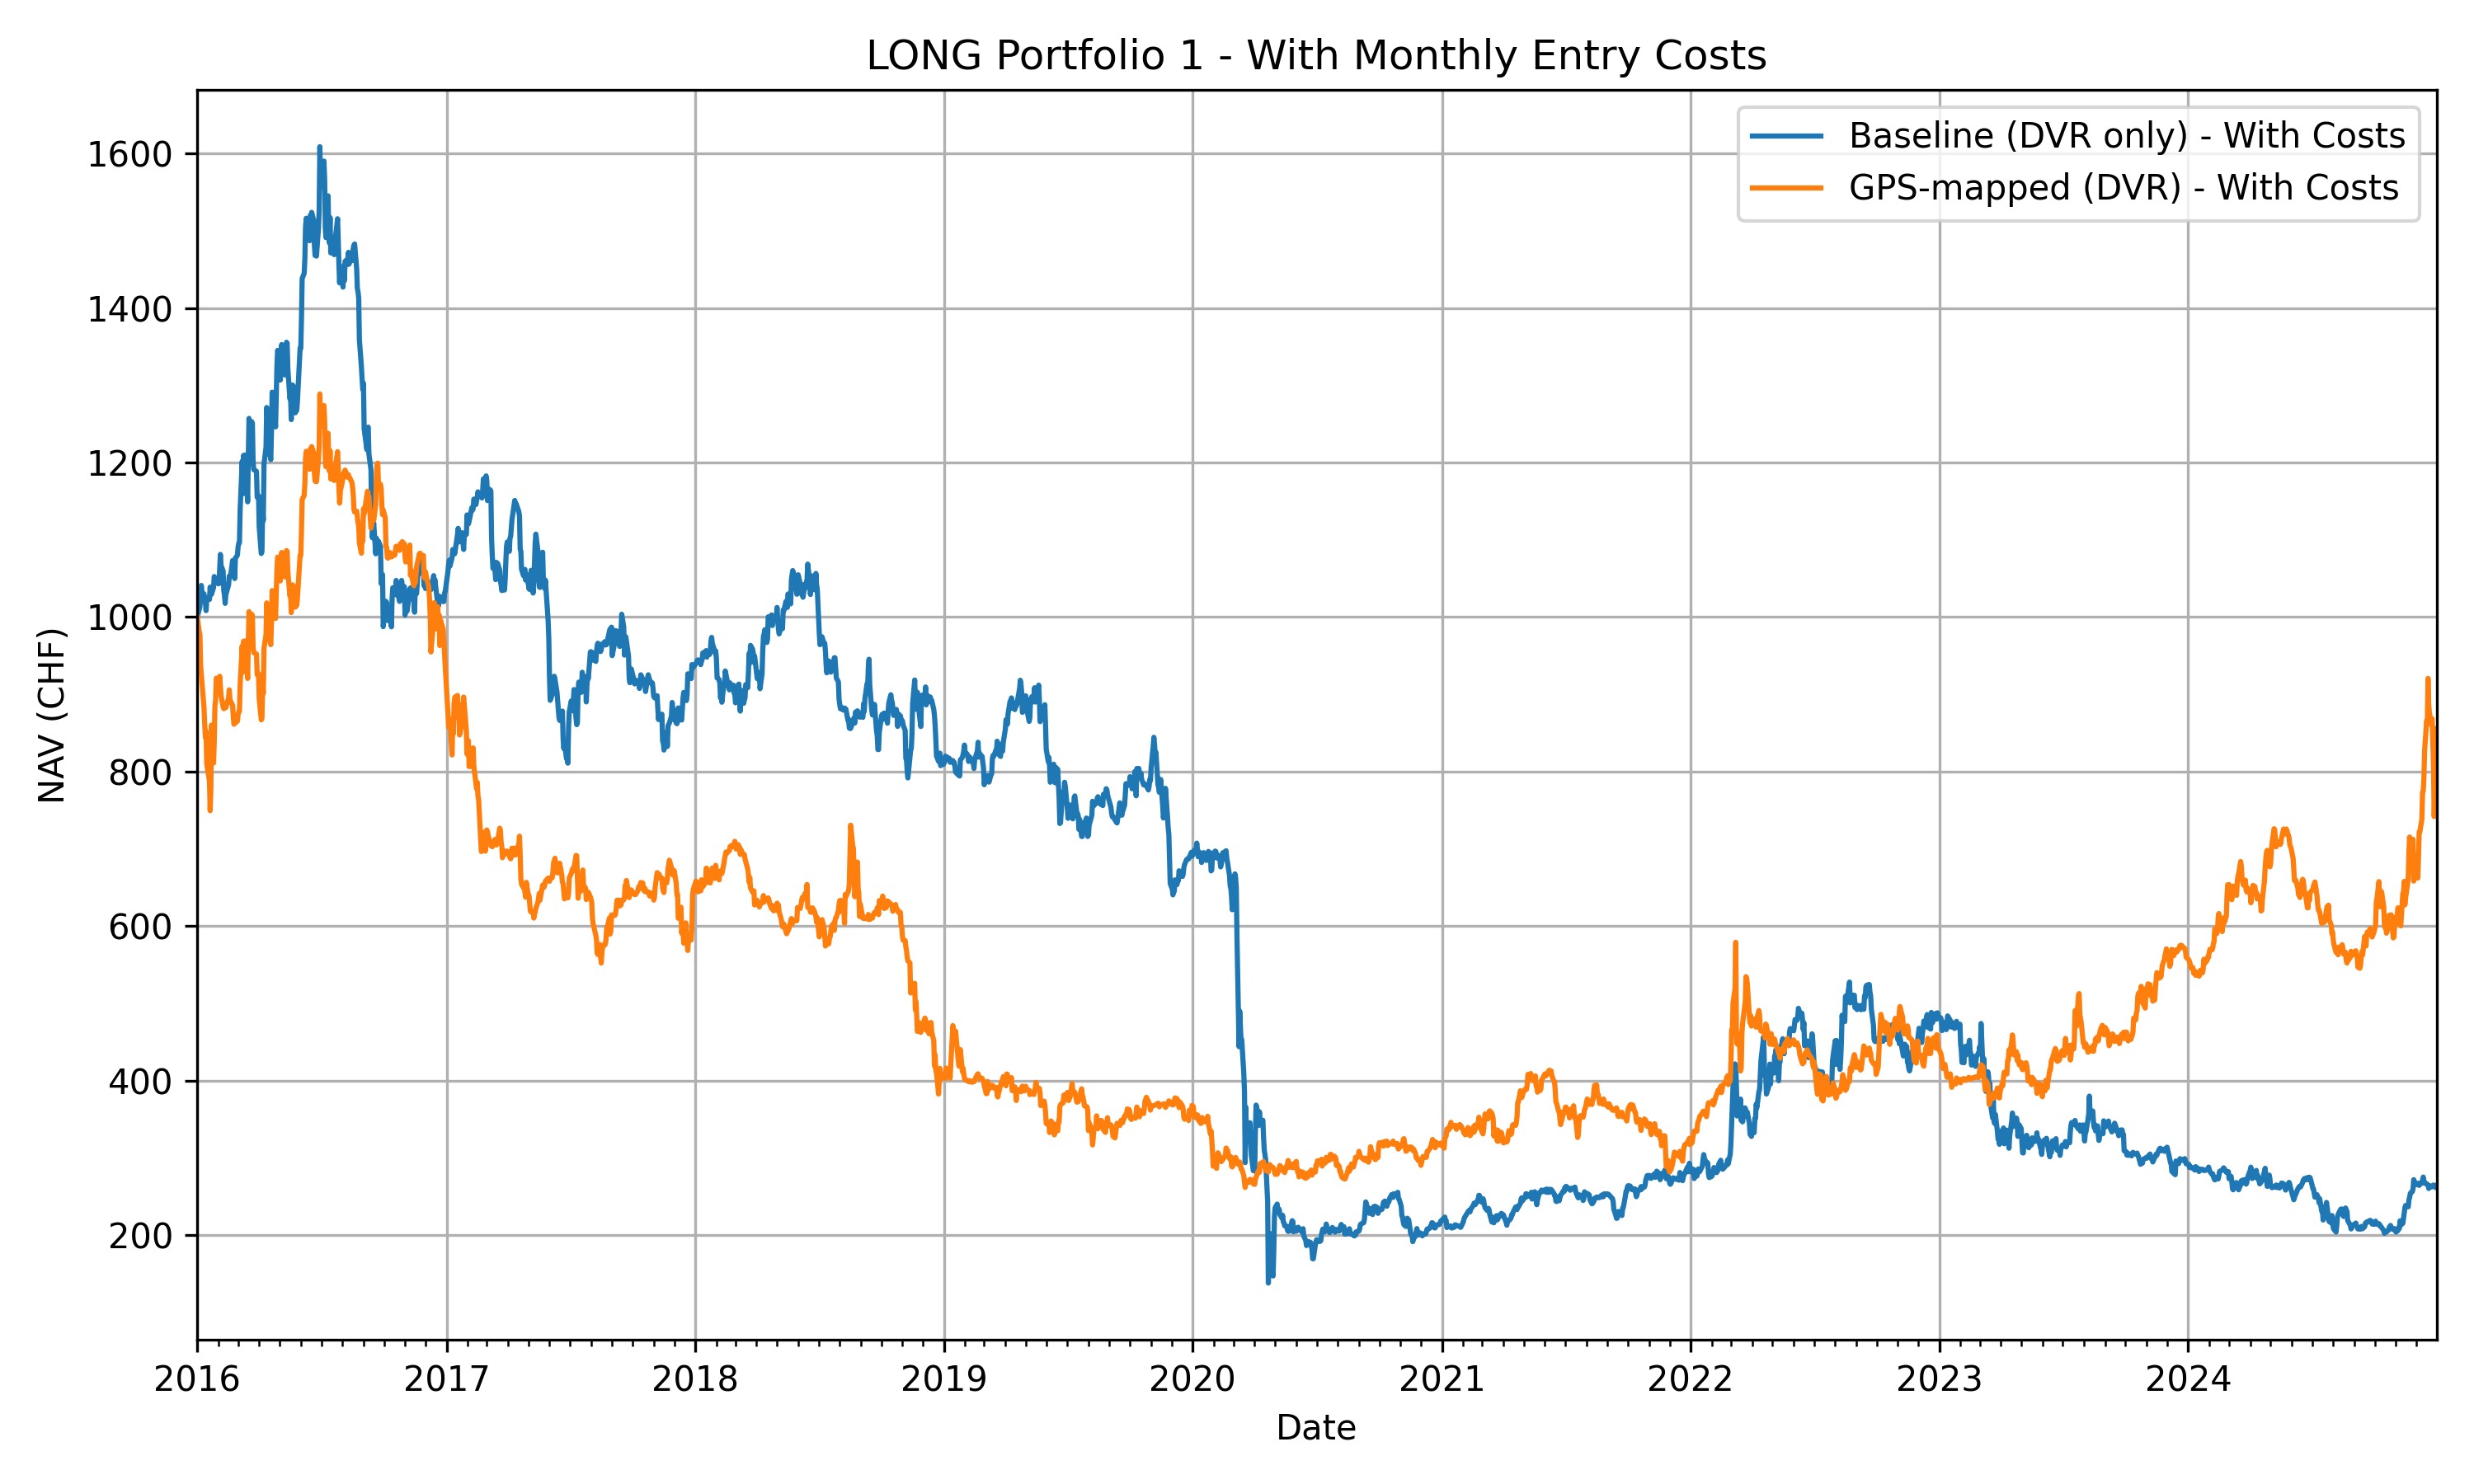 LONG Portfolio 1 - With Monthly Entry Costs
Baseline (DVR only) - With Costs
GPS-mapped (DVR) - With Costs
1600
1400
1200
1000
800
600
400
200
NAV (CHF)
2016 2017 2018 2019 2020 2021 2022 2023 2024
Date